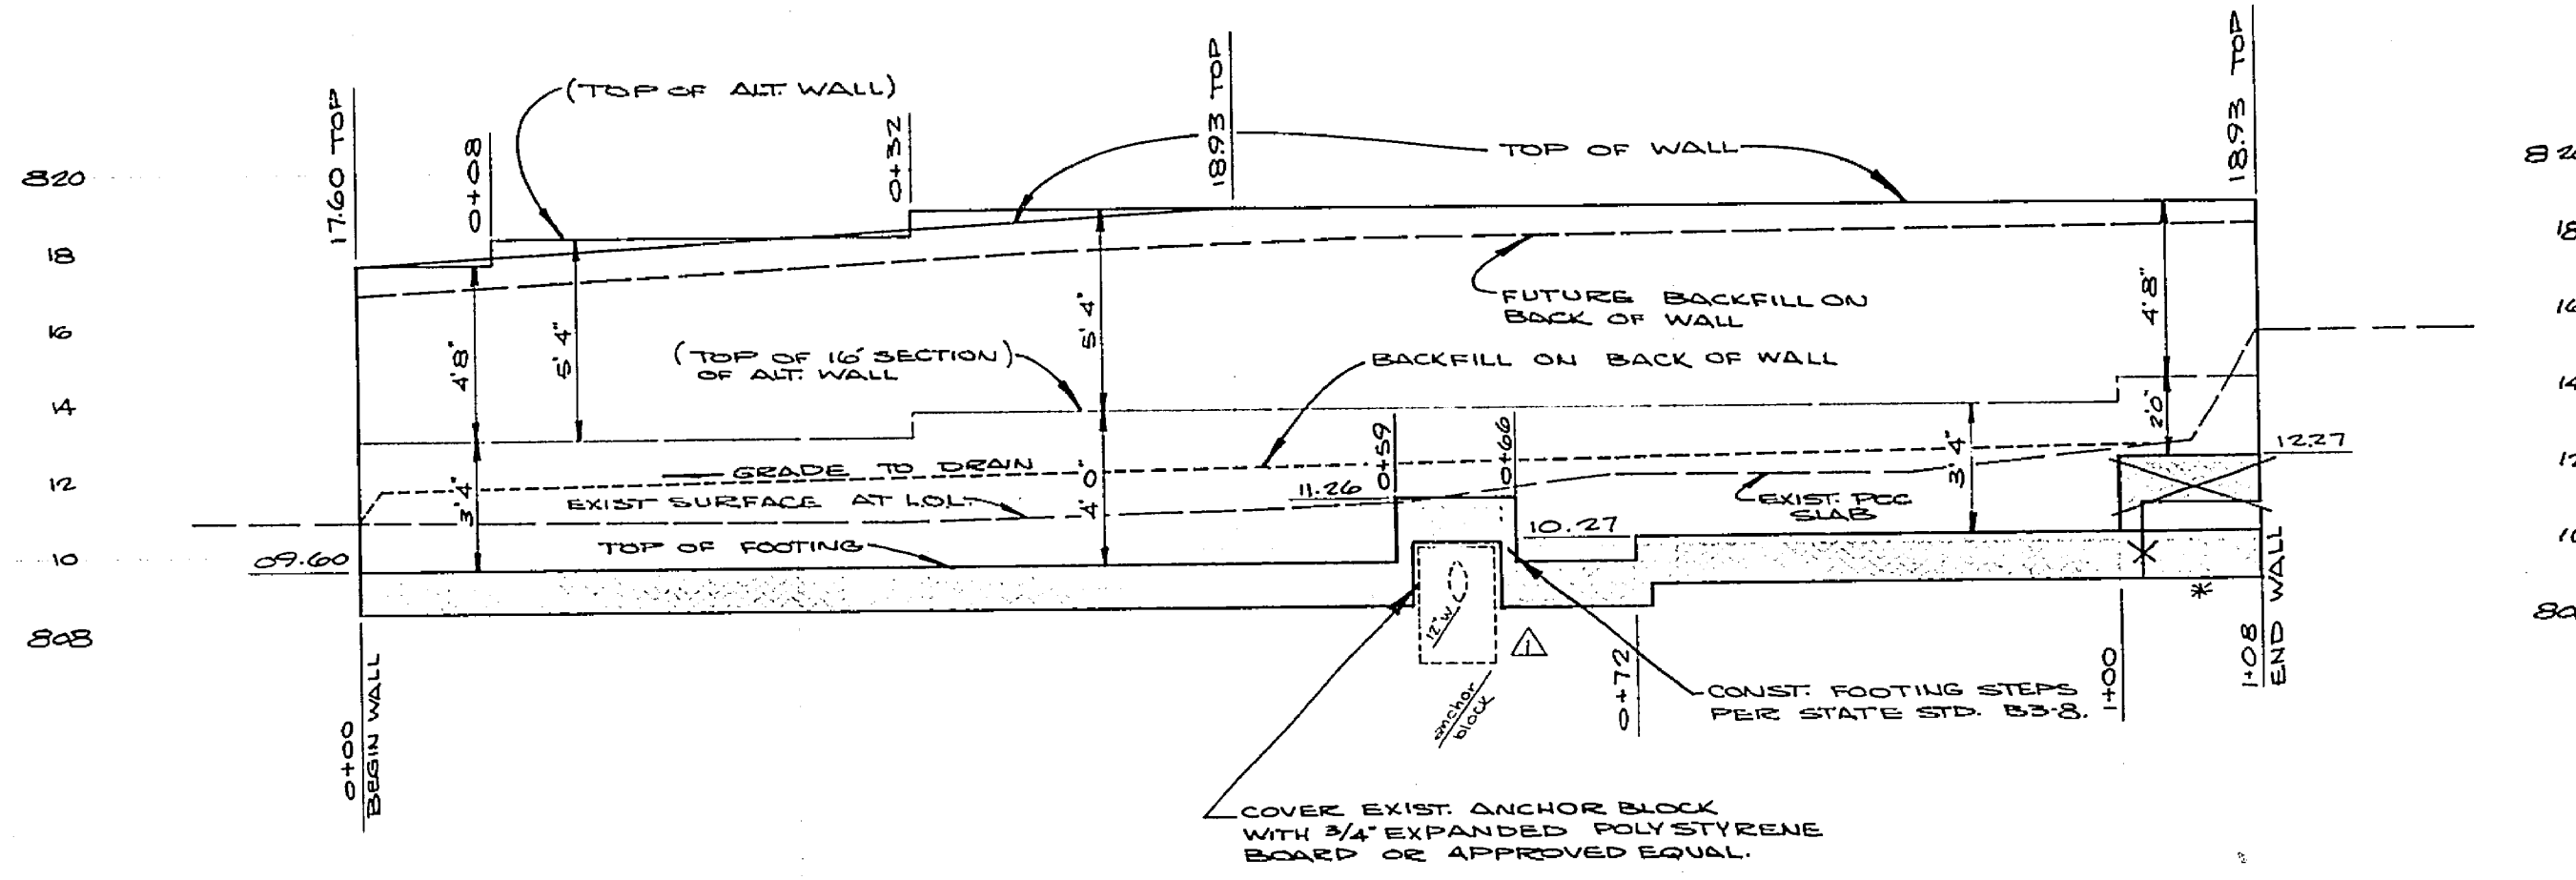 (TOP OF ALT. WALL)
17.60 TOP
0+08
0+32
18.93 TOP
TOP OF WALL
18.93 TOP
820
18
16
14
12
10
808
FUTURE BACKFILL ON
BACK OF WALL
4'8"
5'4"
(TOP OF 16" SECTION)
OF ALT. WALL
5'4"
BACKFILL ON BACK OF WALL
4'8"
2'0"
3'4"
GRADE TO DRAIN
EXIST SURFACE AT L.O.L.
4'0"
11.26
0+59
0+66
10.27
EXIST. PCC
SLAB
3'4"
12.27
TOP OF FOOTING
09.60
12"W
1
anchor
block
0+00
BEGIN WALL
0+72
CONST. FOOTING STEPS
PER STATE STD. B3-8.
1+00
*
1+08
END WALL
COVER EXIST. ANCHOR BLOCK
WITH 3/4" EXPANDED POLYSTYRENE
BOARD OR APPROVED EQUAL.